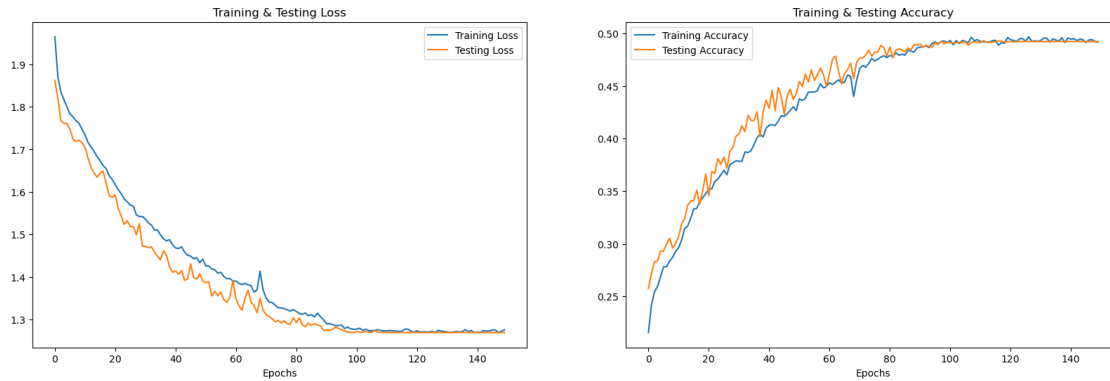 Training & Testing Loss
Training Loss
Testing Loss
1.9
1.8
1.7
1.6
1.5
1.4
1.3
0 20 40 60 80 100 120 140
Epochs
Training & Testing Accuracy
Training Accuracy
Testing Accuracy
0.50
0.45
0.40
0.35
0.30
0.25
0 20 40 60 80 100 120 140
Epochs